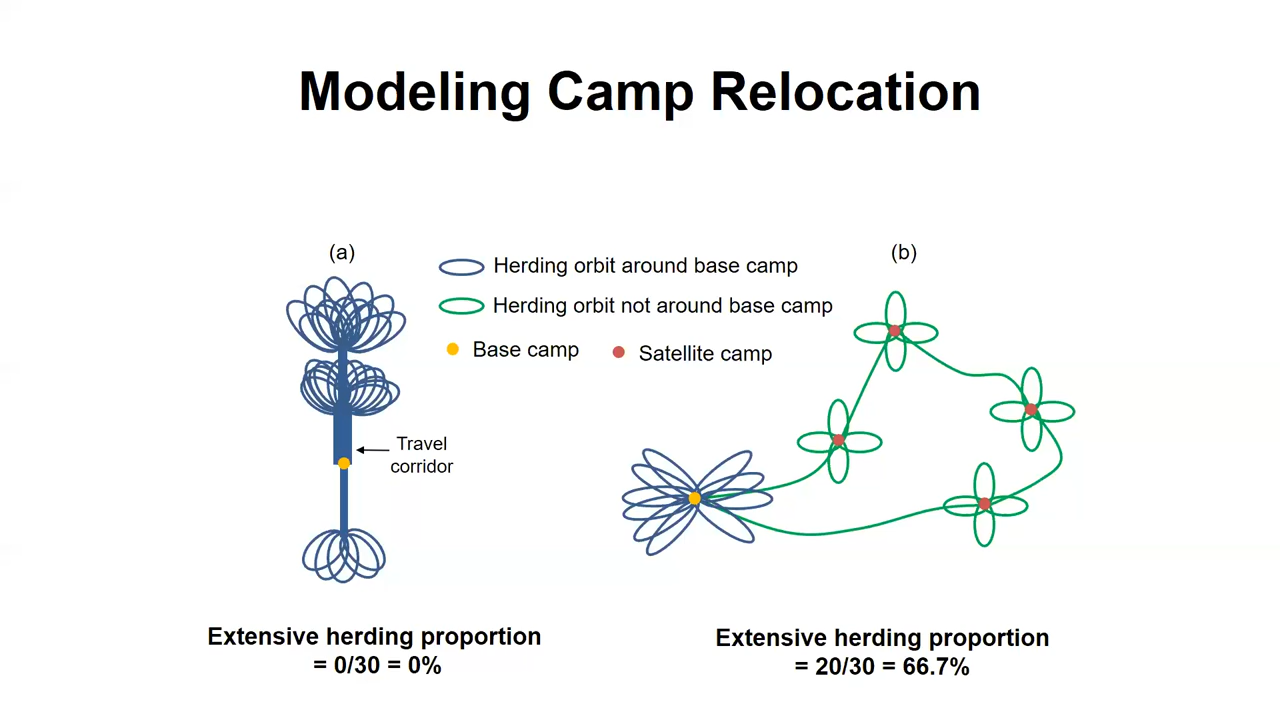 Modeling Camp Relocation
(a)
Herding orbit around base camp
(b)
Herding orbit not around base camp
Base camp
Satellite camp
Travel
corridor
Extensive herding proportion
= 0/30 = 0%
Extensive herding proportion
= 20/30 = 66.7%